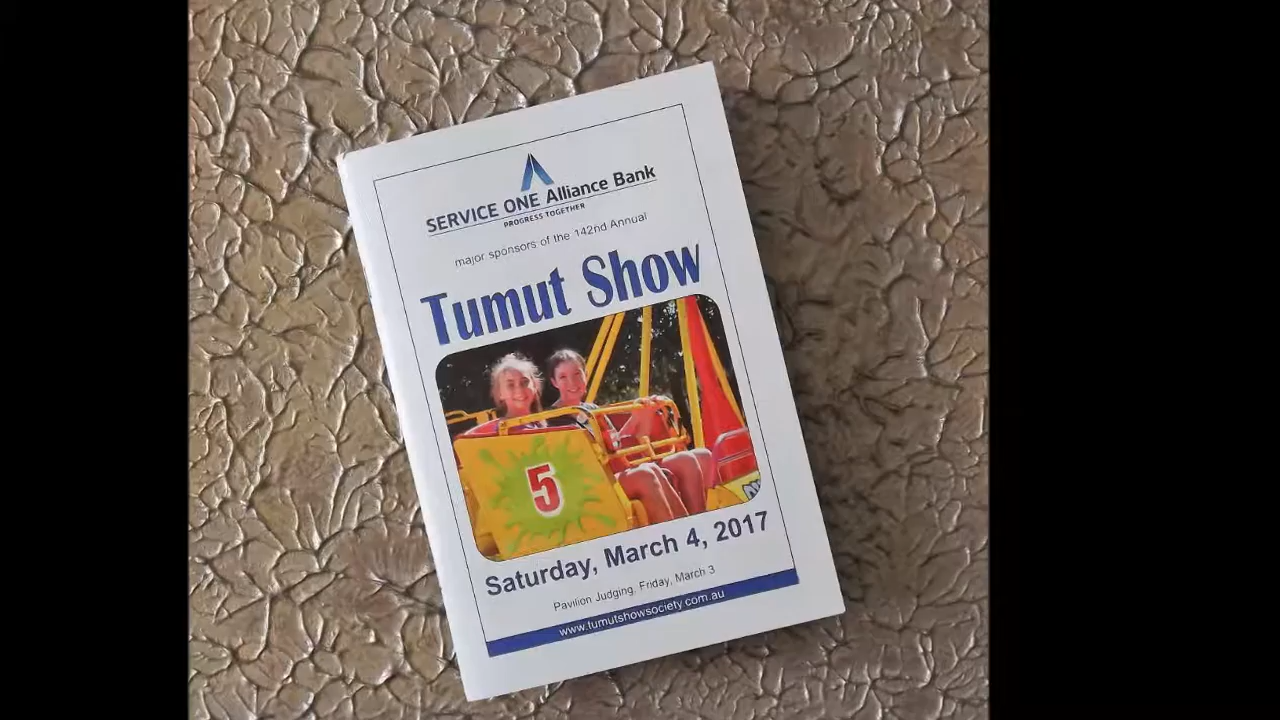 SERVICE ONE Alliance Bank
PROGRESS TOGETHER
major sponsors of the 142nd Annual
Tumut Show
5
Saturday, March 4, 2017
Pavilion Judging, Friday, March 3
www.tumutshowsociety.com.au